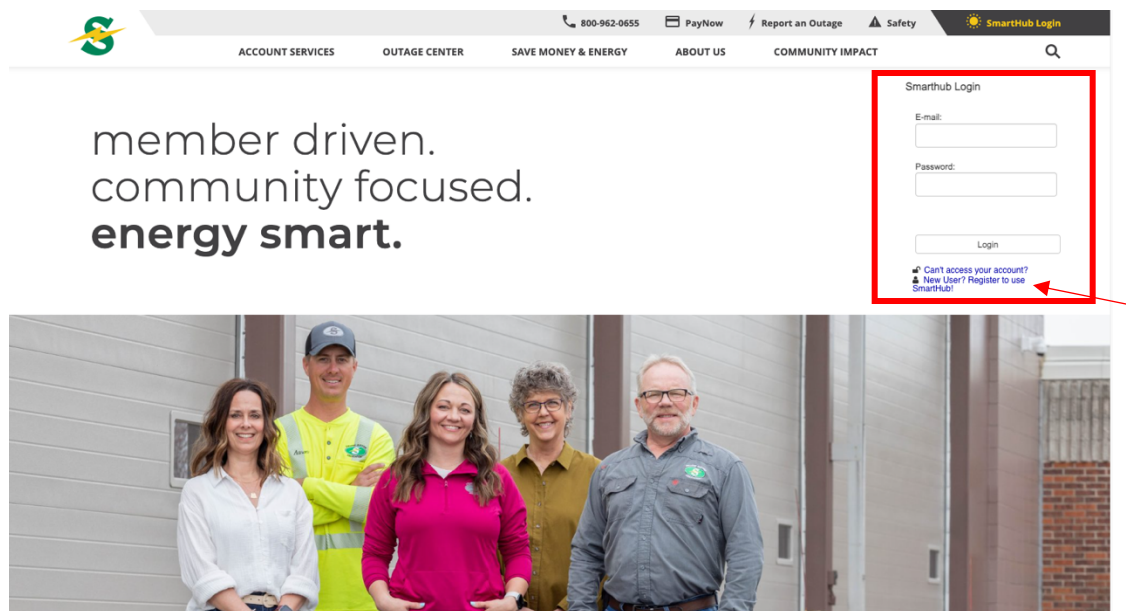 800-962-0655 PayNow Report an Outage Safety SmartHub Login
ACCOUNT SERVICES OUTAGE CENTER SAVE MONEY & ENERGY ABOUT US COMMUNITY IMPACT
member driven.
community focused.
energy smart.
Smarthub Login
E-mail:
Password:
Login
Can't access your account?
New User? Register to use
SmartHub!